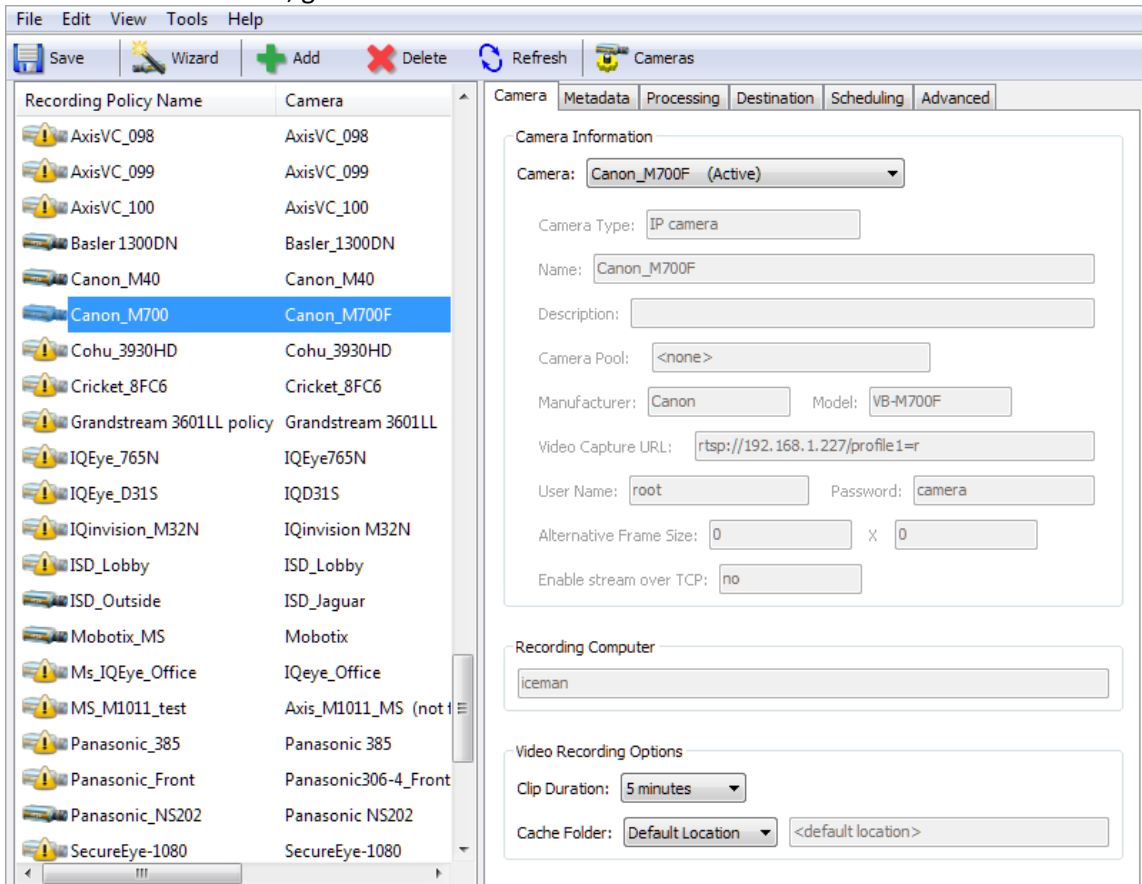 File Edit View Tools Help
Save Wizard Add Delete Refresh Cameras
Recording Policy Name Camera
AxisVC_098 AxisVC_098
AxisVC_099 AxisVC_099
AxisVC_100 AxisVC_100
Basler 1300DN Basler_1300DN
Canon_M40 Canon_M40
Canon_M700 Canon_M700F
Cohu_3930HD Cohu_3930HD
Cricket_8FC6 Cricket_8FC6
Grandstream 3601LL policy Grandstream 3601LL
IQEye_765N IQEye765N
IQEye_D31S IQD31S
IQinvision_M32N IQinvision M32N
ISD_Lobby ISD_Lobby
ISD_Outside ISD_Jaguar
Mobotix_MS Mobotix
Ms_IQEye_Office IQeye_Office
MS_M1011_test Axis_M1011_MS (not
Panasonic_385 Panasonic 385
Panasonic_Front Panasonic306-4_Front
Panasonic_NS202 Panasonic NS202
SecureEye-1080 SecureEye-1080
Camera Metadata Processing Destination Scheduling Advanced
Camera Information
Camera: Canon_M700F (Active)
Camera Type: IP camera
Name: Canon_M700F
Description:
Camera Pool: <none>
Manufacturer: Canon Model: VB-M700F
Video Capture URL: rtsp://192.168.1.227/profile1=r
User Name: root Password: camera
Alternative Frame Size: 0 X 0
Enable stream over TCP: no
Recording Computer
iceman
Video Recording Options
Clip Duration: 5 minutes
Cache Folder: Default Location <default location>